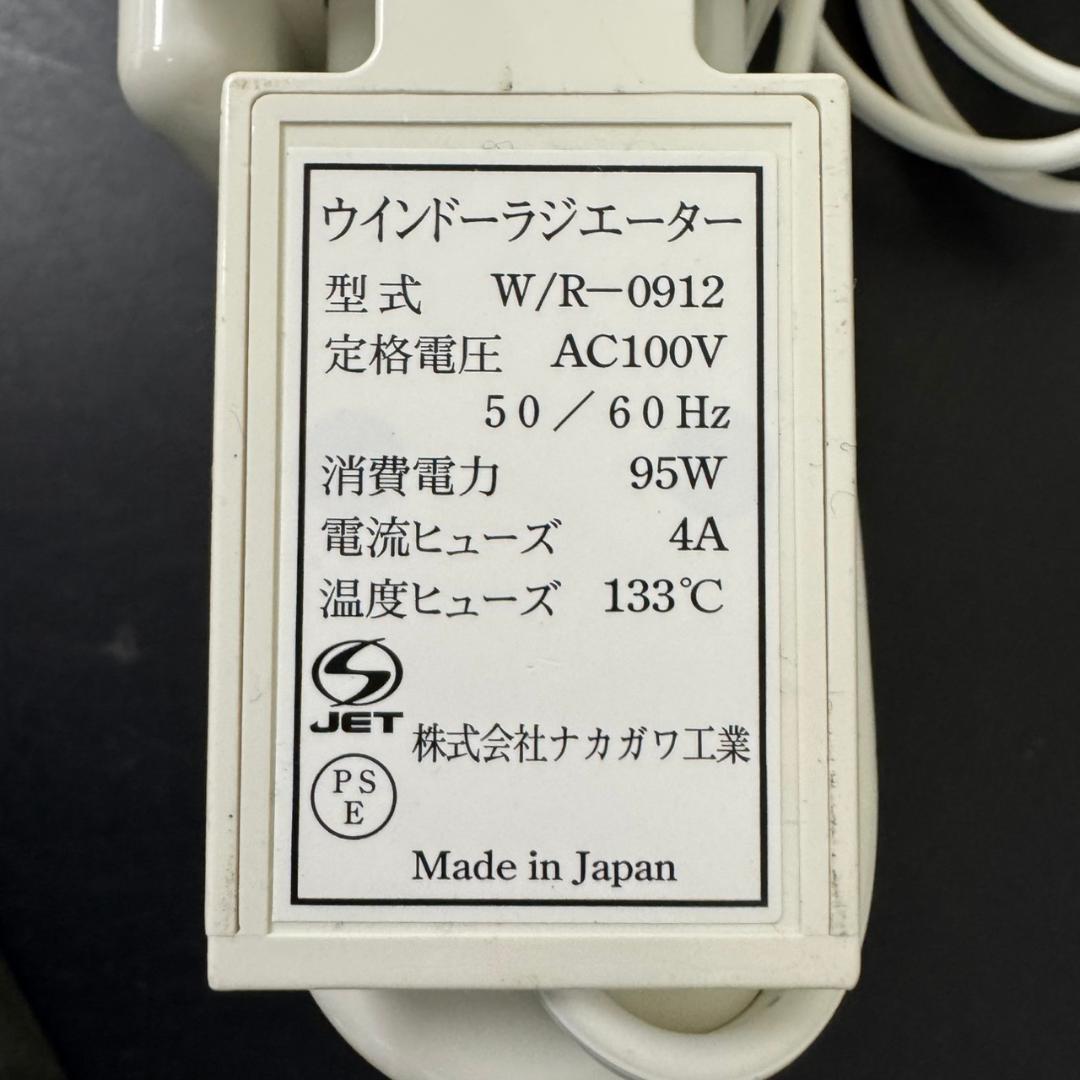 ウインドーラジエーター
型式 W/R−0912
定格電圧 AC100V
50／60Hz
消費電力 95W
電流ヒューズ 4A
温度ヒューズ 133℃
JET
株式会社ナカガワ工業
PS
E
Made in Japan